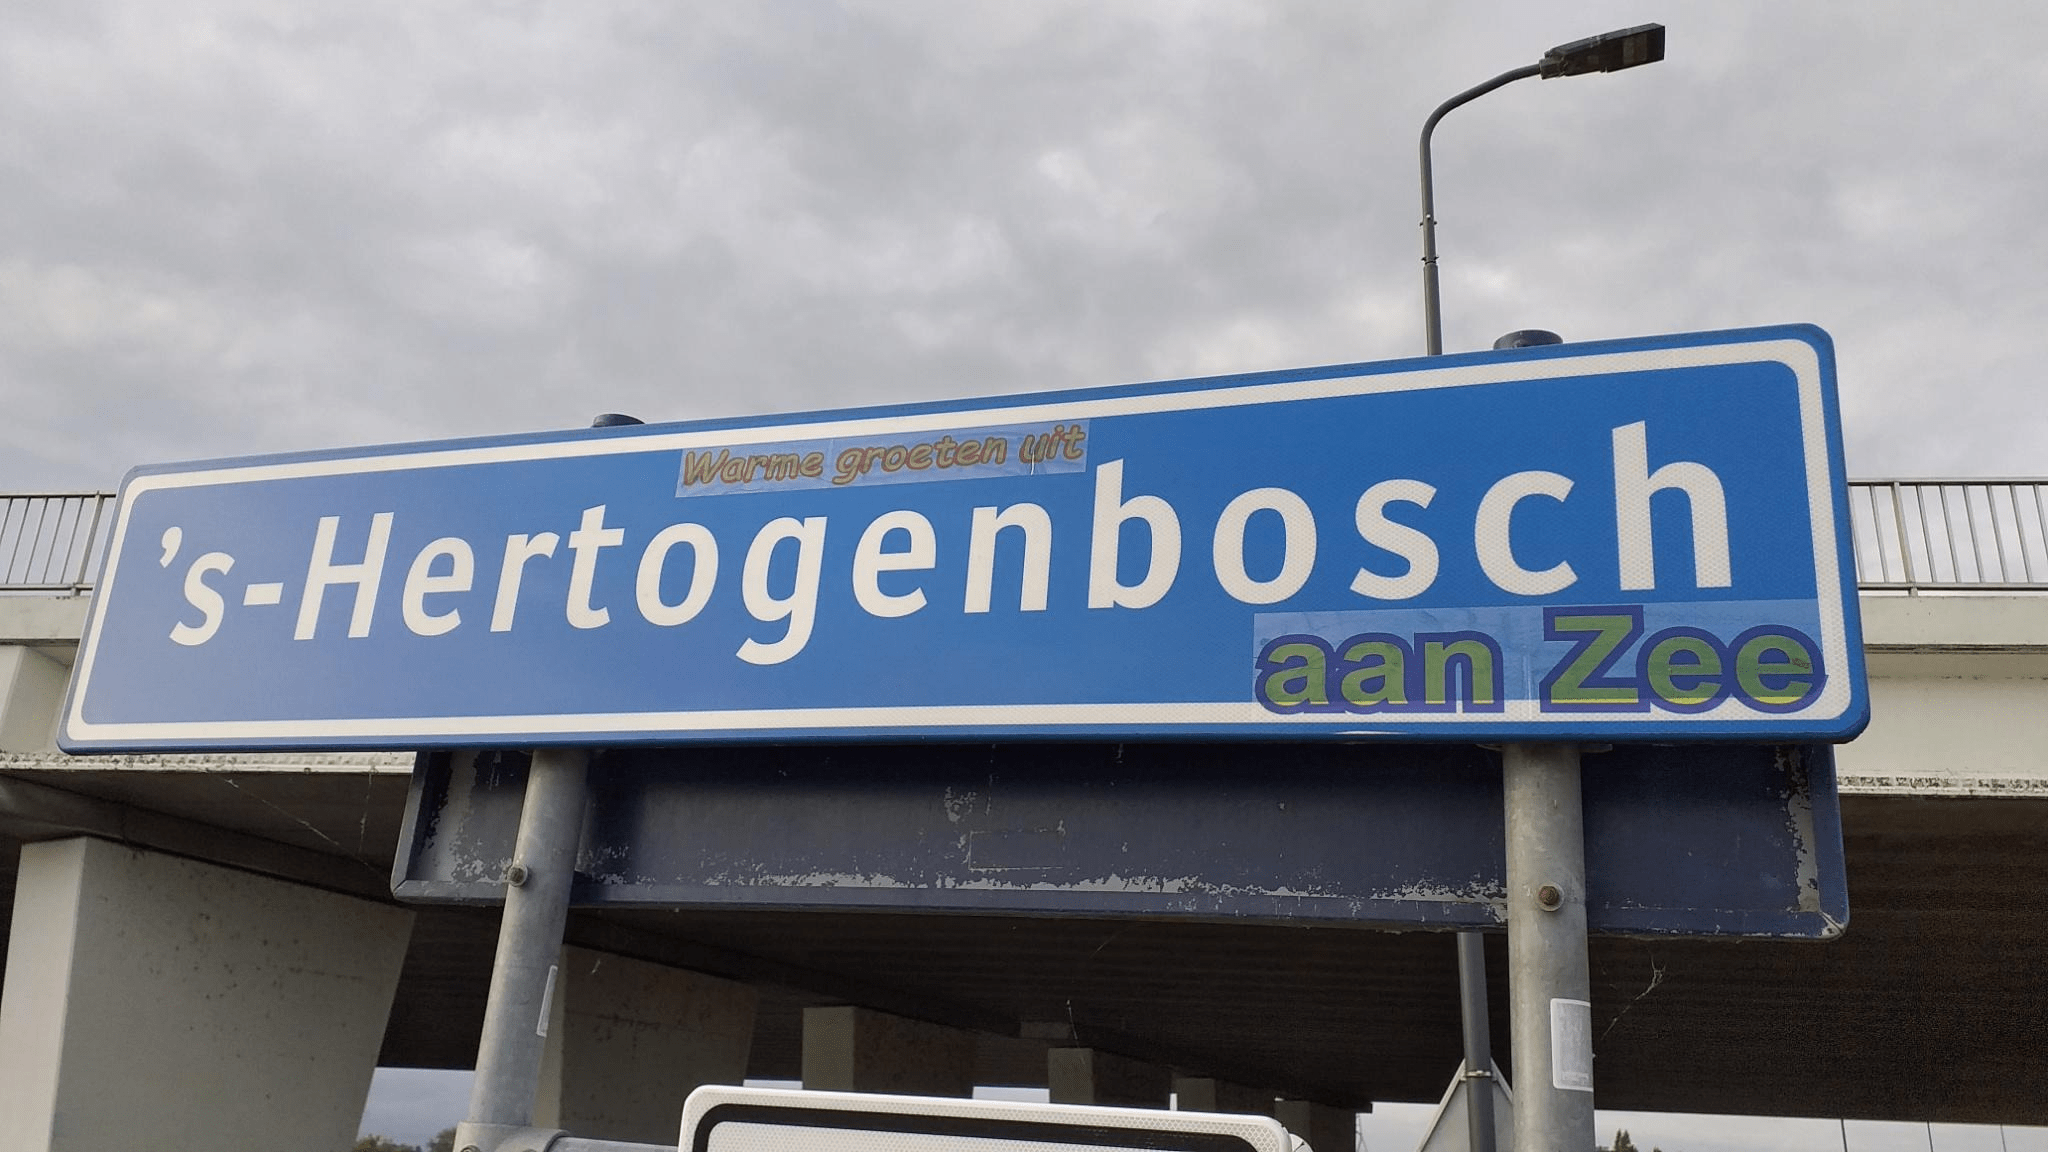 Warme groeten uit
's-Hertogenbosch
aan Zee